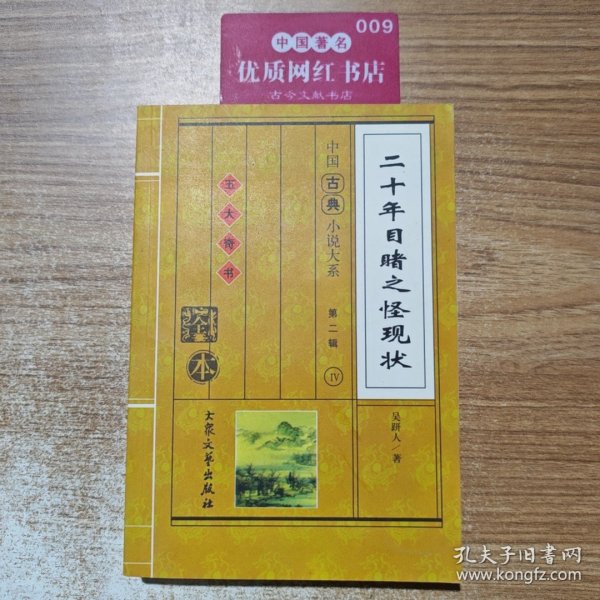 009
中国著名
优质网红书店
古今文献书店
二十年目睹之怪现状
吴趼人/著
中国古典小说大系
第二辑
IV
五大奇书
全本
大众文艺出版社
孔夫子旧书网
www.kongfz.com